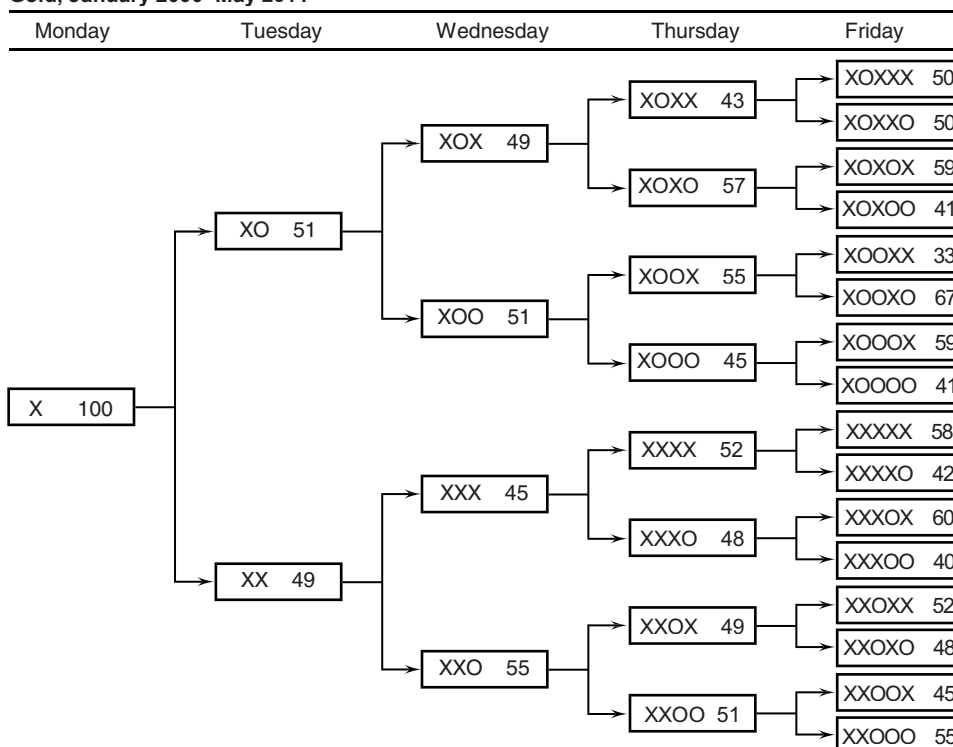 Gold, January
Monday Tuesday Wednesday Thursday Friday
XOXXX 50
XOXX 43
XOXXO 50
XOX 49
XOXOX 59
XOXO 57
XOXOO 41
XO 51
XOOXX 33
XOOX 55
XOOXO 67
XOO 51
XOOOX 59
XOOO 45
XOOOO 41
X 100
XXXXX 58
XXXX 52
XXXXO 42
XXX 45
XXXOX 60
XXXO 48
XXXOO 40
XX 49
XXOXX 52
XXOX 49
XXOXO 48
XXO 55
XXOOX 45
XXOO 51
XXOOO 55